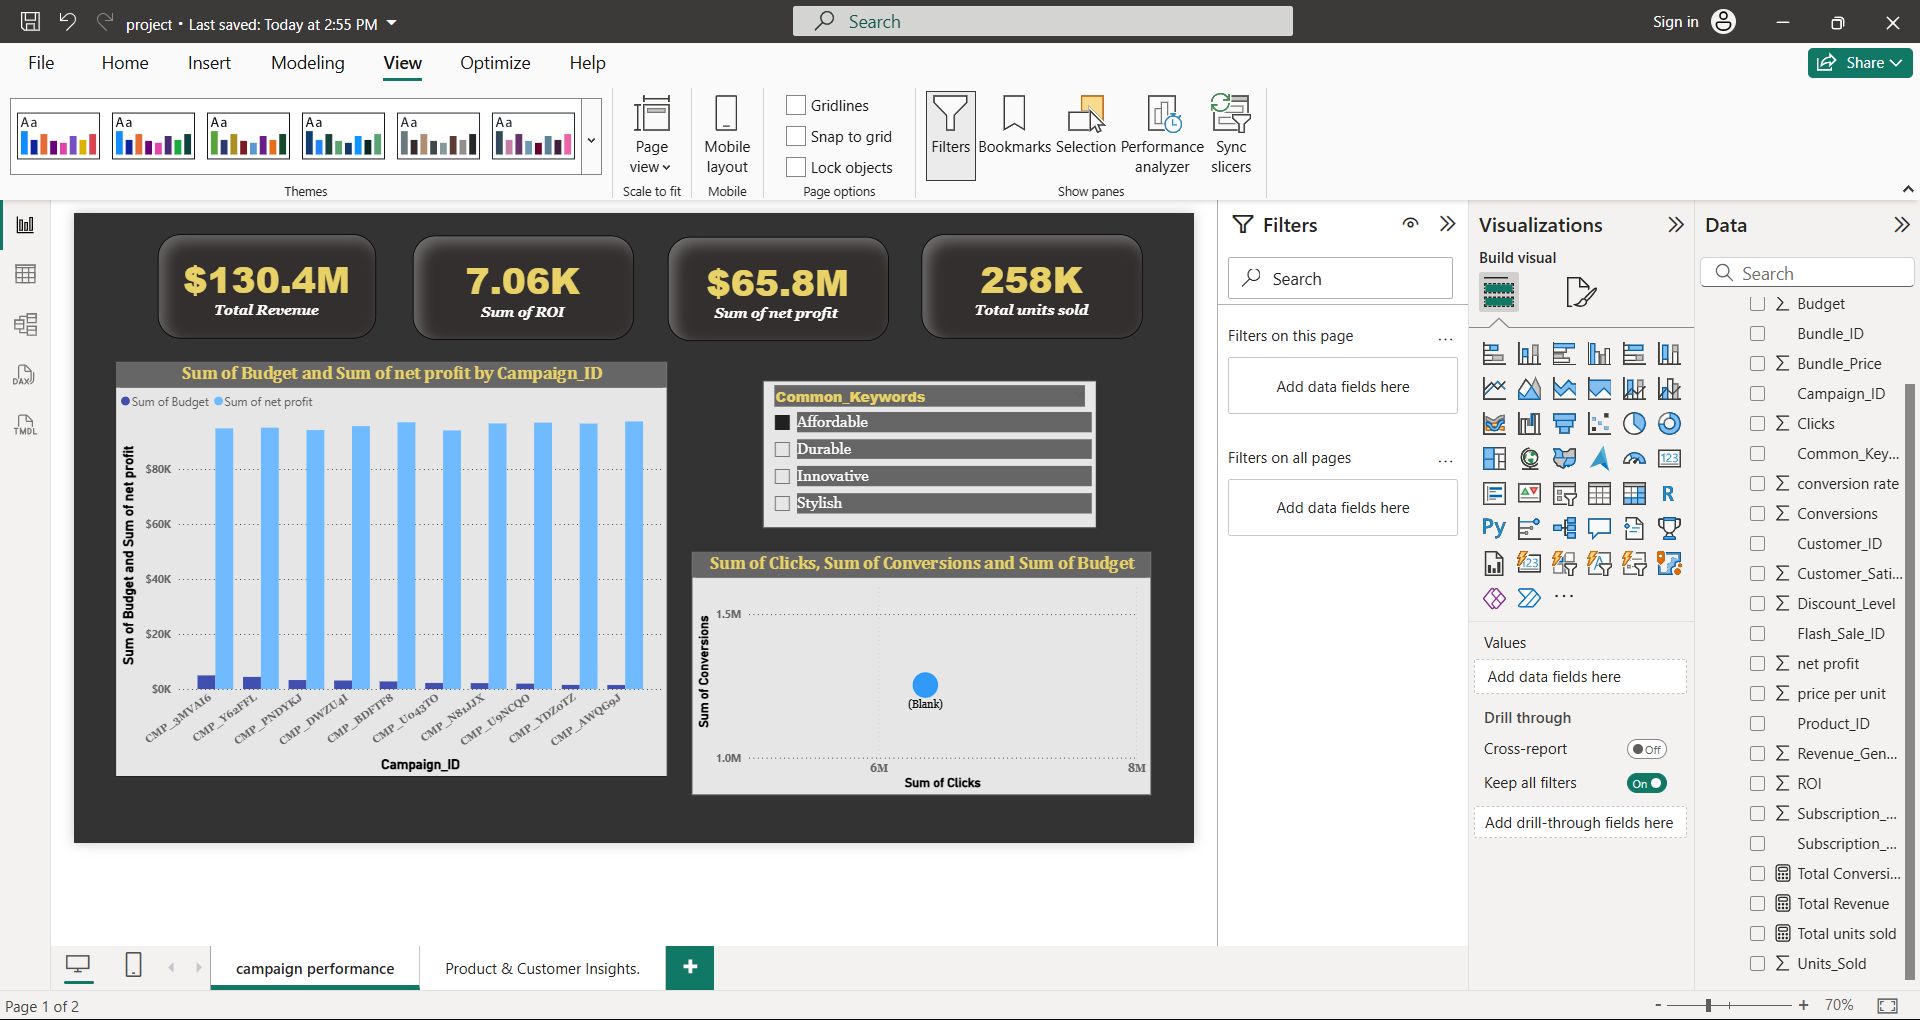 project • Last saved: Today at 2:55 PM
Search
Sign in
File
Home
Insert
Modeling
View
Optimize
Help
Share
Aa
Aa
Aa
Aa
Aa
Aa
Themes
Page view
Scale to fit
Mobile layout
Mobile
Gridlines
Snap to grid
Lock objects
Page options
Filters
Bookmarks
Selection
Performance analyzer
Sync slicers
Show panes
$130.4M
Total Revenue
7.06K
Sum of ROI
$65.8M
Sum of net profit
258K
Total units sold
Sum of Budget and Sum of net profit by Campaign_ID
Sum of Budget
Sum of net profit
Sum of Budget and Sum of net profit
$80K
$60K
$40K
$20K
$0K
CMP_3MVAI6
CMP_Y62FFL
CMP_PNDYKJ
CMP_DWZU4I
CMP_BDFTF8
CMP_U043TO
CMP_N81JJX
CMP_U9NCQO
CMP_YDZ0TZ
CMP_AWQG9J
Campaign_ID
Common_Keywords
Affordable
Durable
Innovative
Stylish
Sum of Clicks, Sum of Conversions and Sum of Budget
Sum of Conversions
1.5M
1.0M
(Blank)
6M
8M
Sum of Clicks
Filters
Search
Filters on this page
...
Add data fields here
Filters on all pages
...
Add data fields here
Visualizations
Build visual
123
R
Py
123
...
Values
Add data fields here
Drill through
Cross-report
Off
Keep all filters
On
Add drill-through fields here
Data
Search
Budget
Bundle_ID
Bundle_Price
Campaign_ID
Clicks
Common_Key...
conversion rate
Conversions
Customer_ID
Customer_Sati...
Discount_Level
Flash_Sale_ID
net profit
price per unit
Product_ID
Revenue_Gen...
ROI
Subscription_...
Subscription_...
Total Conversi...
Total Revenue
Total units sold
Units_Sold
DAX
TMDL
campaign performance
Product & Customer Insights.
+
Page 1 of 2
-
+
70%